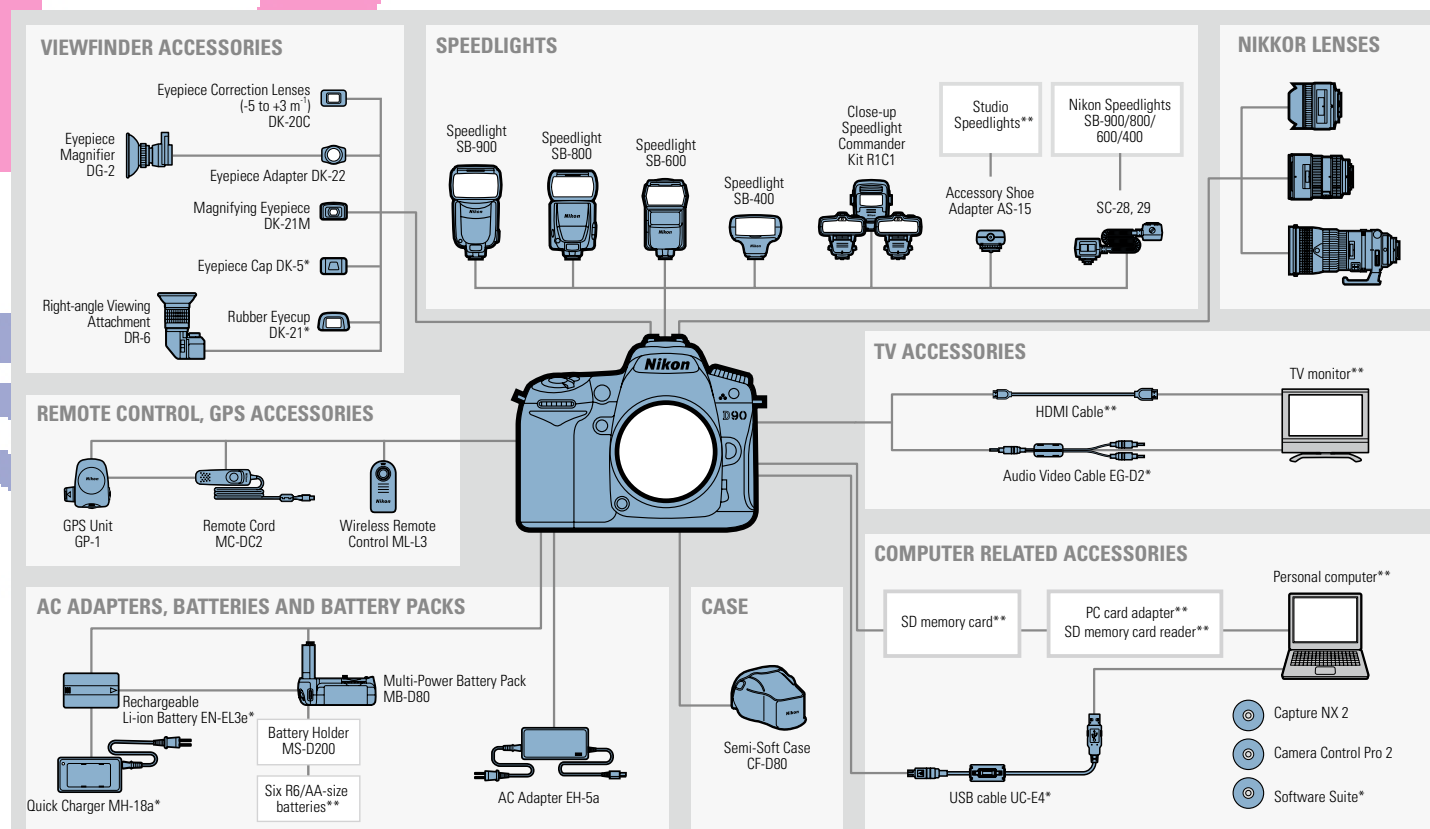 VIEWFINDER ACCESSORIES
Eyepiece Correction Lenses
(-5 to +3 m-1)
DK-20C
Eyepiece
Magnifier
DG-2
Eyepiece Adapter DK-22
Magnifying Eyepiece
DK-21M
Eyepiece Cap DK-5*
Right-angle Viewing
Attachment
DR-6
Rubber Eyecup
DK-21*
SPEEDLIGHTS
Speedlight
SB-900
Speedlight
SB-800
Speedlight
SB-600
Speedlight
SB-400
Close-up
Speedlight
Commander
Kit R1C1
Studio
Speedlights**
Accessory Shoe
Adapter AS-15
Nikon Speedlights
SB-900/800/
600/400
SC-28, 29
NIKKOR LENSES
Nikon
D90
REMOTE CONTROL, GPS ACCESSORIES
GPS Unit
GP-1
Remote Cord
MC-DC2
Wireless Remote
Control ML-L3
TV ACCESSORIES
HDMI Cable**
Audio Video Cable EG-D2*
TV monitor**
AC ADAPTERS, BATTERIES AND BATTERY PACKS
Rechargeable
Li-ion Battery EN-EL3e*
Quick Charger MH-18a*
Multi-Power Battery Pack
MB-D80
Battery Holder
MS-D200
Six R6/AA-size
batteries**
AC Adapter EH-5a
CASE
Semi-Soft Case
CF-D80
COMPUTER RELATED ACCESSORIES
SD memory card**
PC card adapter**
SD memory card reader**
Personal computer**
USB cable UC-E4*
Capture NX 2
Camera Control Pro 2
Software Suite*